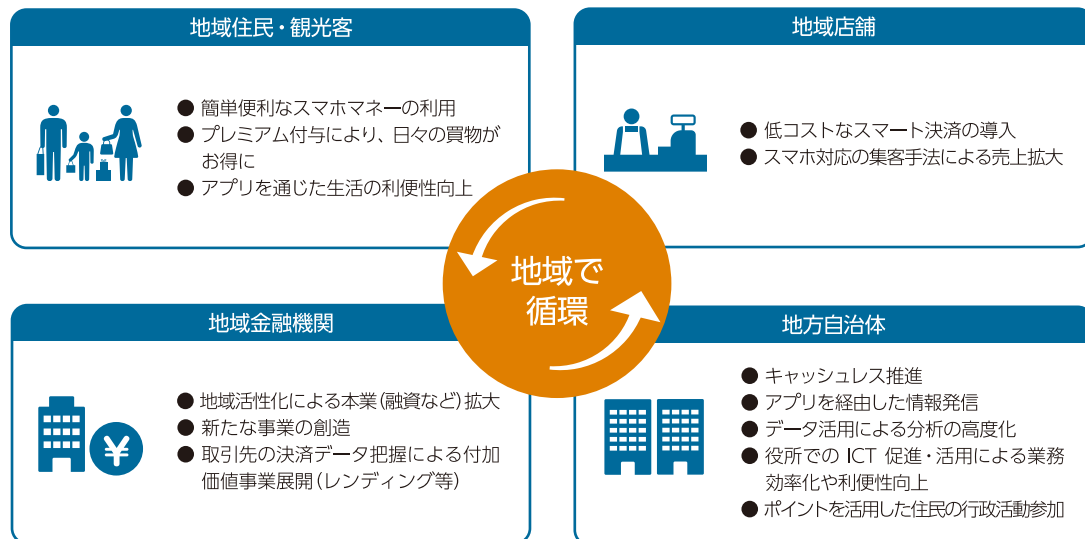 地域住民・観光客
● 簡単便利なスマホマネーの利用
● プレミアム付与により、日々の買物が
お得に
● アプリを通じた生活の利便性向上
地域店舗
● 低コストなスマート決済の導入
● スマホ対応の集客手法による売上拡大
地域で
循環
地域金融機関
● 地域活性化による本業(融資など)拡大
● 新たな事業の創造
● 取引先の決済データ把握による付加
価値事業展開(レンディング等)
¥
地方自治体
● キャッシュレス推進
● アプリを経由した情報発信
● データ活用による分析の高度化
● 役所での ICT 促進・活用による業務
効率化や利便性向上
● ポイントを活用した住民の行政活動参加